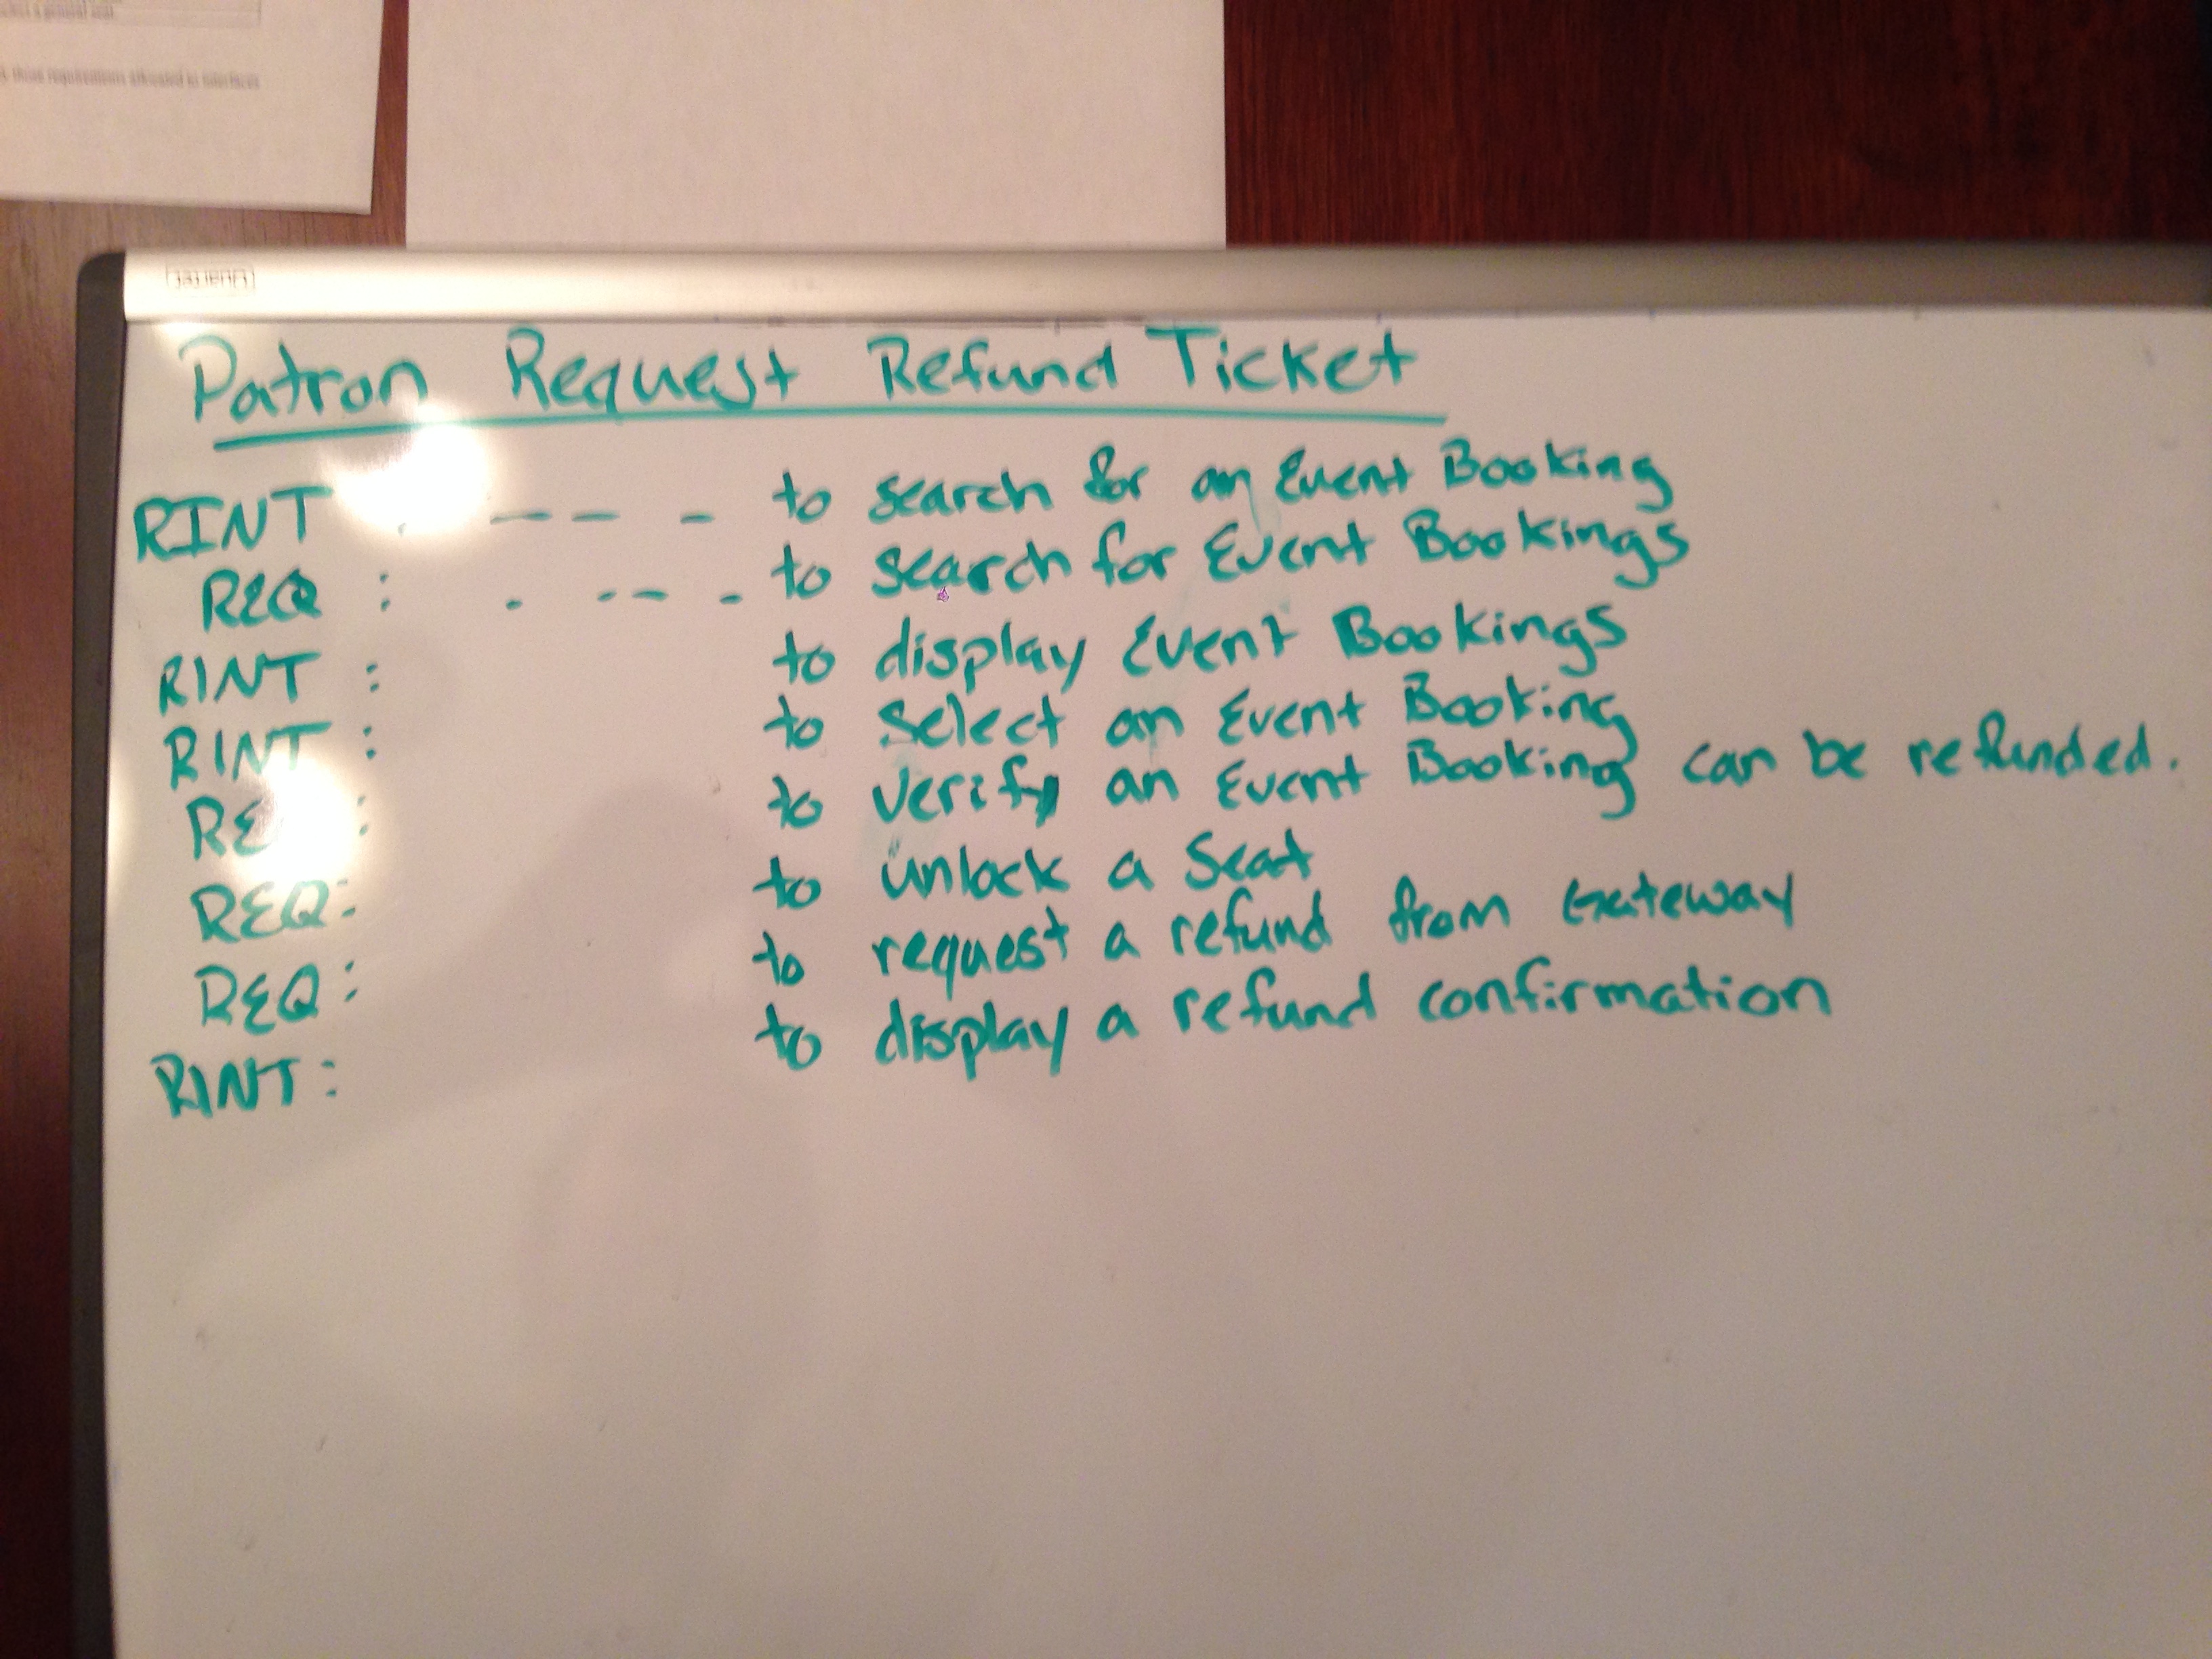 those requirements allocated to interfaces
Quartet
Patron Request Refund Ticket
RINT : - - - - to search for an Event Booking
REQ : - - - - to search for Event Bookings
RINT : to display Event Bookings
RINT : to select an Event Booking
RE : to verify an Event Booking can be refunded.
REQ: to unlock a Seat
REQ: to request a refund from Gateway
RINT: to display a refund confirmation